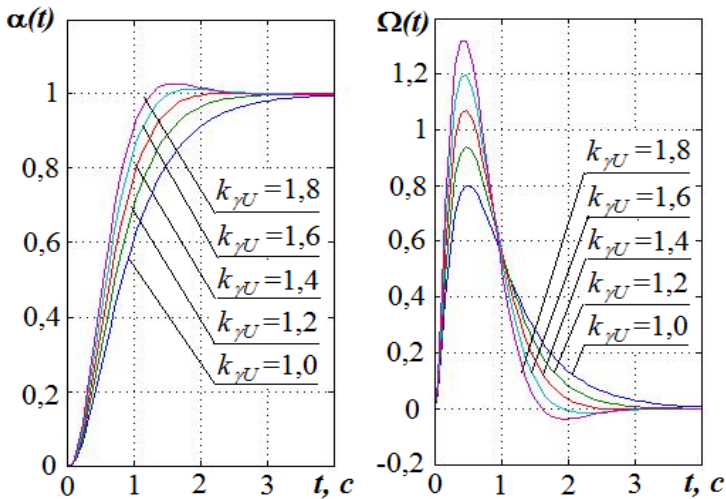 α(t)
1
0,8
0,6
0,4
0,2
0
k_γU =1,8
k_γU =1,6
k_γU =1,4
k_γU =1,2
k_γU =1,0
0 1 2 3 t, c
Ω(t)
1,2
1
0,8
0,6
0,4
0,2
0
-0,2
k_γU =1,8
k_γU =1,6
k_γU =1,4
k_γU =1,2
k_γU =1,0
0 1 2 3 t, c